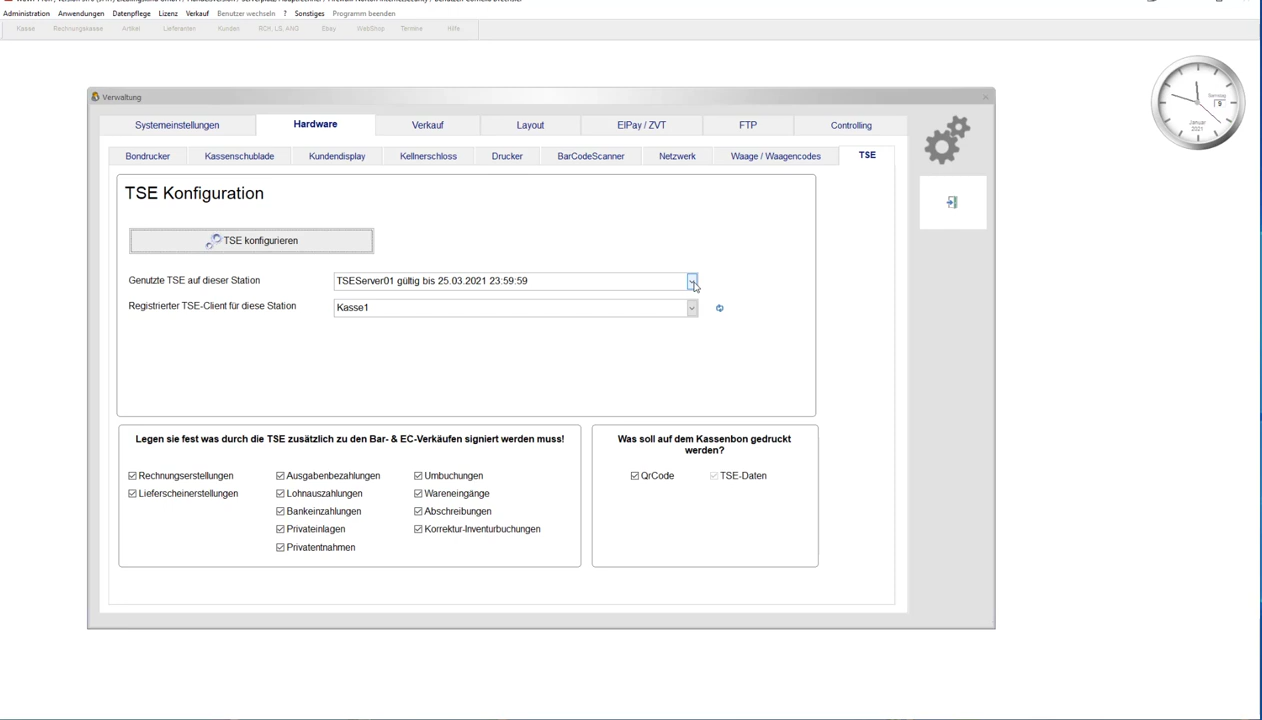 Administration Anwendungen Datenpflege Lizenz Verkauf Benutzer wechseln ? Sonstiges Programm beenden
Kasse Rechnungskasse Artikel Lieferanten Kunden RCH, LS, ANG Ebay WebShop Termine Hilfe
Samstag
9
Januar
2021
Verwaltung
Systemeinstellungen Hardware Verkauf Layout ElPay / ZVT FTP Controlling
Bondrucker Kassenschublade Kundendisplay Kellnerschloss Drucker BarCodeScanner Netzwerk Waage / Waagencodes TSE
TSE Konfiguration
TSE konfigurieren
Genutzte TSE auf dieser Station TSEServer01 gültig bis 25.03.2021 23:59:59
Registrierter TSE-Client für diese Station Kasse1
Legen sie fest was durch die TSE zusätzlich zu den Bar- & EC-Verkäufen signiert werden muss!
Rechnungserstellungen Ausgabenbezahlungen Umbuchungen
Lieferscheinerstellungen Lohnauszahlungen Wareneingänge
Bankeinzahlungen Abschreibungen
Privateinlagen Korrektur-Inventurbuchungen
Privatentnahmen
Was soll auf dem Kassenbon gedruckt
werden?
QrCode TSE-Daten